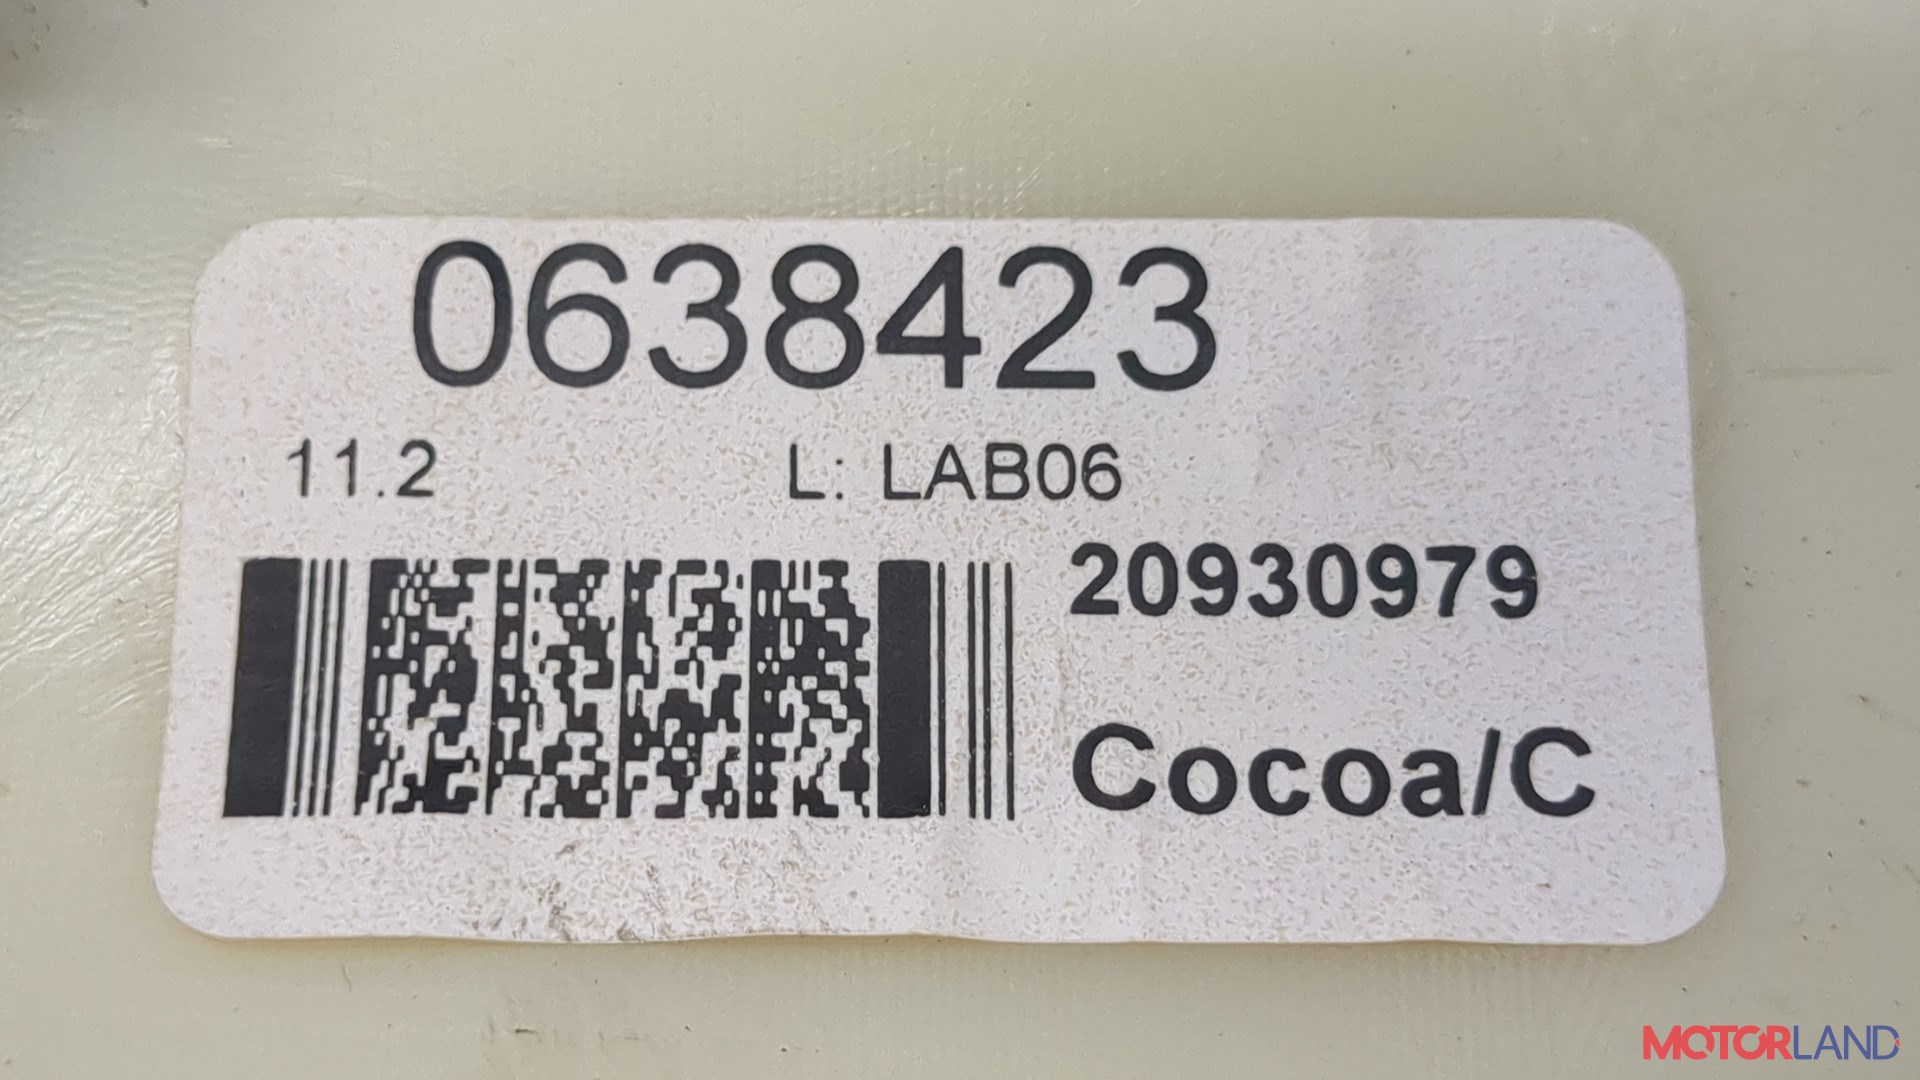 0638423
11.2 L: LAB06
20930979
Cocoa/C
MOTORLAND